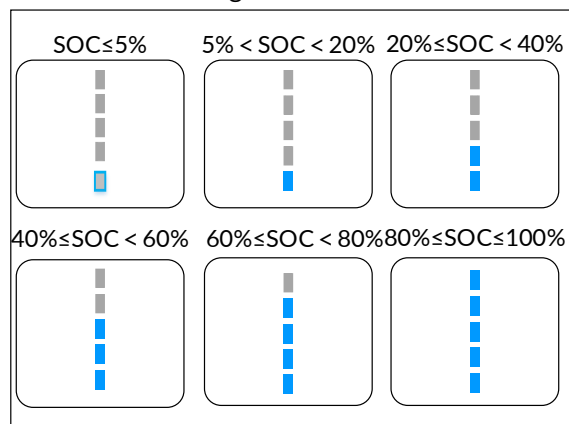 SOC≤5%
5% < SOC < 20%
20%≤SOC < 40%
40%≤SOC < 60%
60%≤SOC < 80%
80%≤SOC≤100%